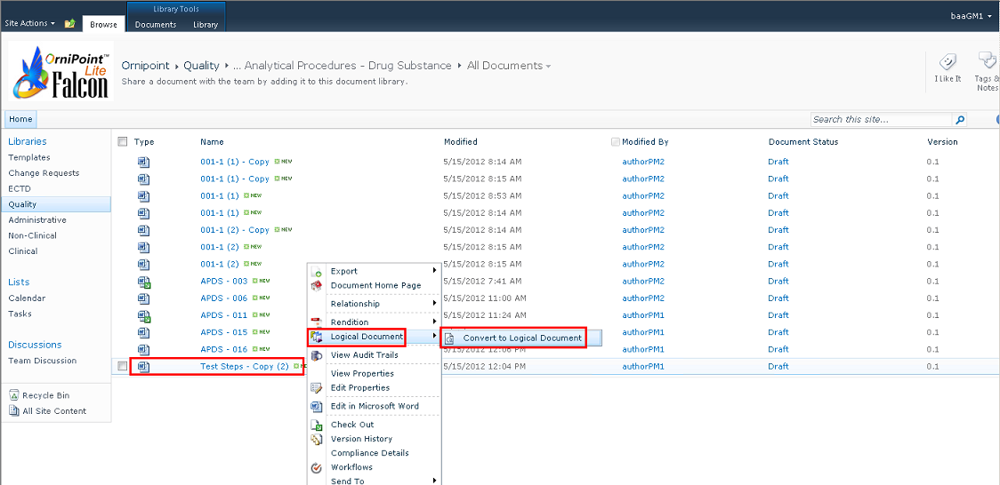 Library Tools
Site Actions
Browse
Documents
Library
baaGM1
OrniPoint™
Lite
Falcon
Ornipoint Quality ... Analytical Procedures - Drug Substance All Documents
Share a document with the team by adding it to this document library.
I Like It
Tags & Notes
Home
Search this site...
Libraries
Templates
Change Requests
ECTD
Quality
Administrative
Non-Clinical
Clinical
Lists
Calendar
Tasks
Discussions
Team Discussion
Recycle Bin
All Site Content
Type Name Modified Modified By Document Status Version
001-1 (1) - Copy NEW 5/15/2012 8:14 AM authorPM2 Draft 0.1
001-1 (1) - Copy NEW 5/15/2012 8:15 AM authorPM2 Draft 0.1
001-1 (1) NEW 5/15/2012 8:53 AM authorPM2 Draft 0.1
001-1 (1) NEW 5/15/2012 8:14 AM authorPM2 Draft 0.1
001-1 (2) - Copy NEW 5/15/2012 8:14 AM authorPM2 Draft 0.1
001-1 (2) NEW 5/15/2012 8:15 AM authorPM2 Draft 0.1
001-1 (2) NEW 5/15/2012 8:15 AM authorPM2 Draft 0.1
APDS - 003 NEW 5/15/2012 7:41 AM authorPM2 Draft 0.1
APDS - 006 NEW 5/15/2012 11:00 AM authorPM2 Draft 0.1
APDS - 011 NEW 5/15/2012 11:24 AM authorPM1 Draft 0.1
APDS - 015 NEW authorPM1 Draft 0.1
APDS - 016 NEW 5/15/2012 12:06 PM authorPM1 Draft 0.1
Test Steps - Copy (2) 5/15/2012 12:04 PM authorPM1 Draft 0.1
Export
Document Home Page
Relationship
Rendition
Logical Document
Convert to Logical Document
View Audit Trails
View Properties
Edit Properties
Edit in Microsoft Word
Check Out
Version History
Compliance Details
Workflows
Send To